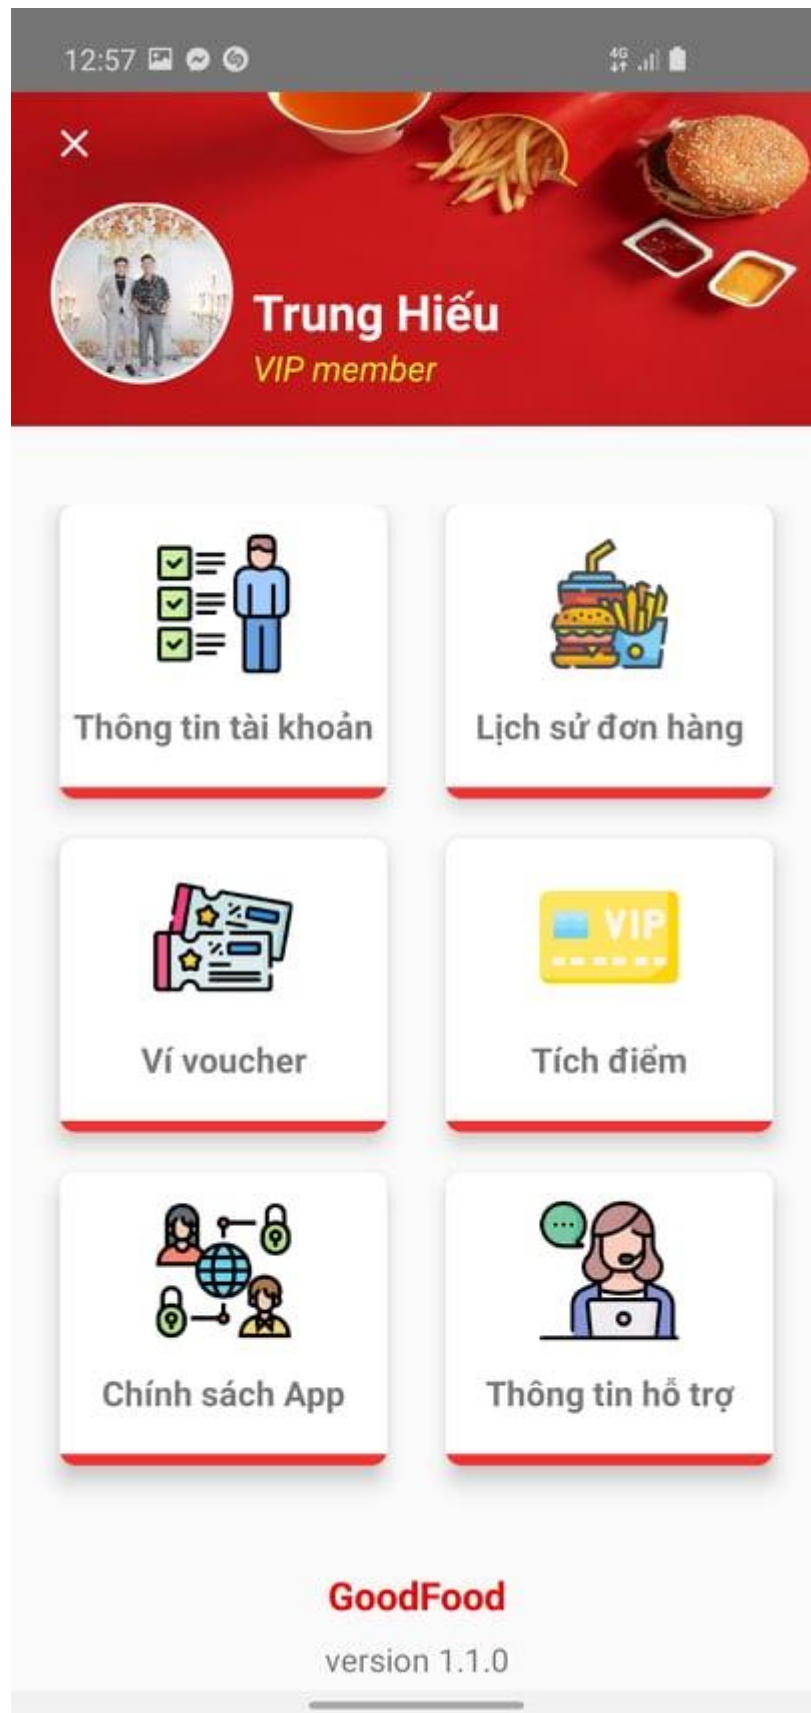 12:57
4G
Trung Hiếu
VIP member
Thông tin tài khoản
Lịch sử đơn hàng
VIP
Ví voucher
Tích điểm
Chính sách App
Thông tin hỗ trợ
GoodFood
version 1.1.0